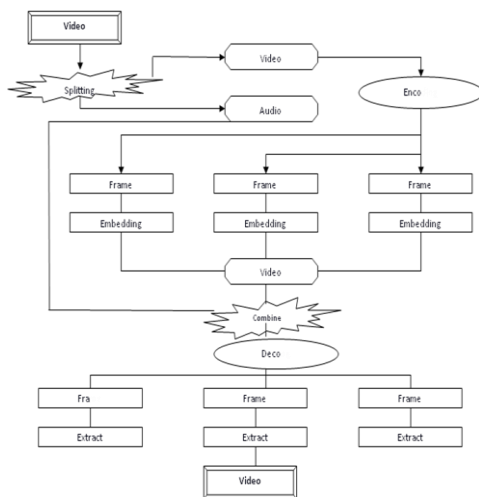 Video
Video
Splitting
Enco
Audio
Frame
Frame
Frame
Embedding
Embedding
Embedding
Video
Combine
Deco
Fra
Frame
Frame
Extract
Extract
Extract
Video